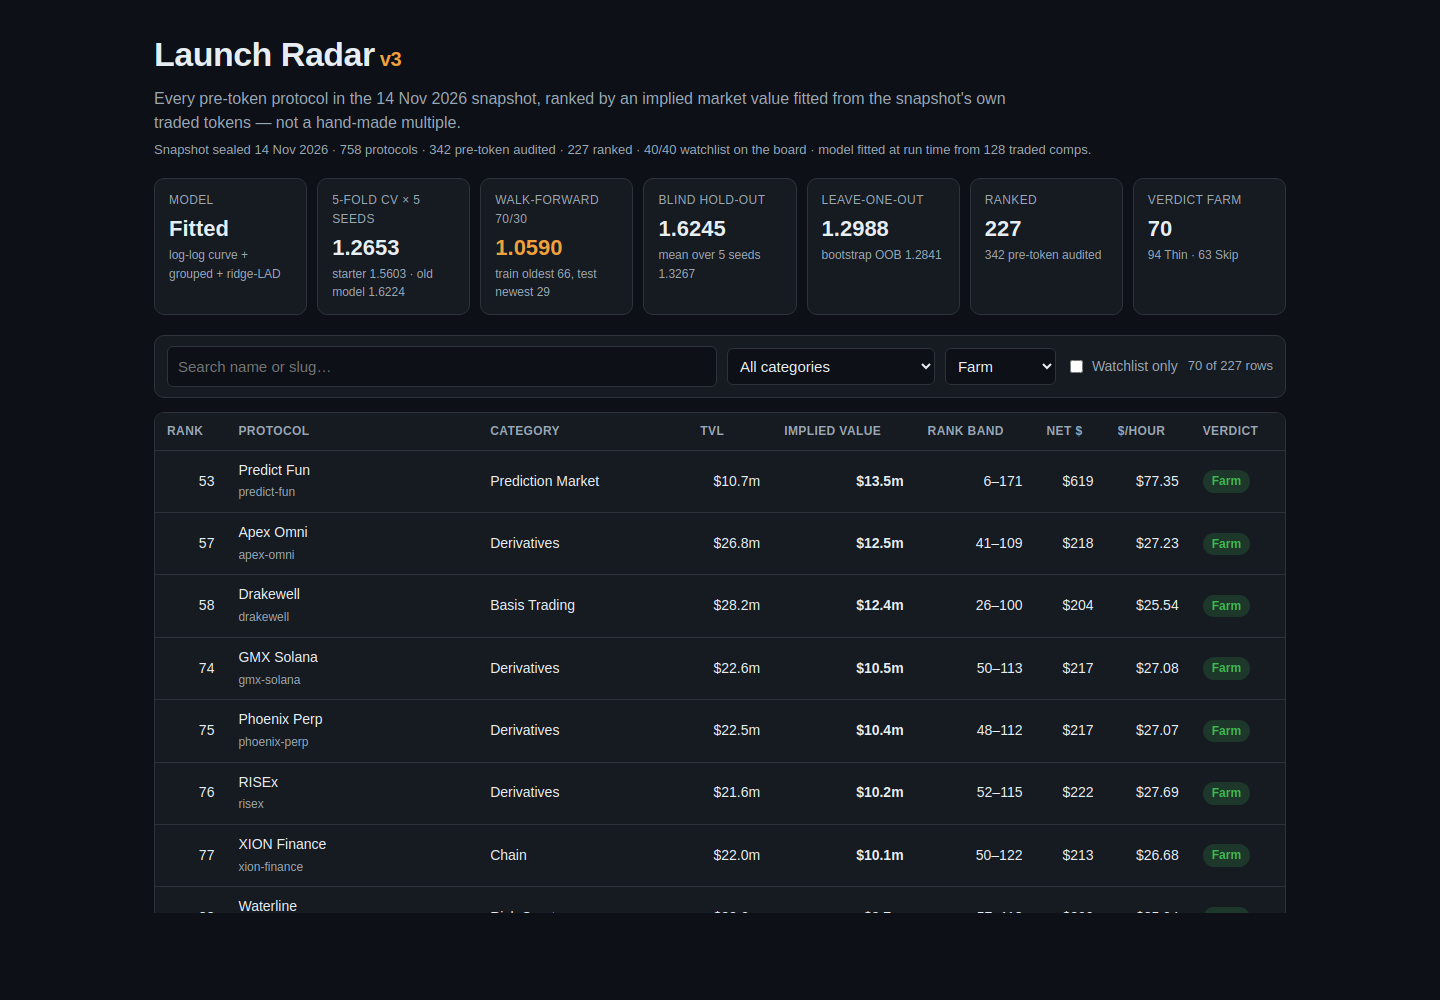 Launch Radar v3
Every pre-token protocol in the 14 Nov 2026 snapshot, ranked by an implied market value fitted from the snapshot's own
traded tokens — not a hand-made multiple.
Snapshot sealed 14 Nov 2026 · 758 protocols · 342 pre-token audited · 227 ranked · 40/40 watchlist on the board · model fitted at run time from 128 traded comps.
MODEL
Fitted
log-log curve +
grouped + ridge-LAD
5-FOLD CV × 5
SEEDS
1.2653
starter 1.5603 · old
model 1.6224
WALK-FORWARD
70/30
1.0590
train oldest 66, test
newest 29
BLIND HOLD-OUT
1.6245
mean over 5 seeds
1.3267
LEAVE-ONE-OUT
1.2988
bootstrap OOB 1.2841
RANKED
227
342 pre-token audited
VERDICT FARM
70
94 Thin · 63 Skip
Search name or slug… All categories Farm Watchlist only 70 of 227 rows
RANK PROTOCOL CATEGORY TVL IMPLIED VALUE RANK BAND NET $ $/HOUR VERDICT
53 Predict Fun Prediction Market $10.7m $13.5m 6–171 $619 $77.35 Farm
predict-fun
57 Apex Omni Derivatives $26.8m $12.5m 41–109 $218 $27.23 Farm
apex-omni
58 Drakewell Basis Trading $28.2m $12.4m 26–100 $204 $25.54 Farm
drakewell
74 GMX Solana Derivatives $22.6m $10.5m 50–113 $217 $27.08 Farm
gmx-solana
75 Phoenix Perp Derivatives $22.5m $10.4m 48–112 $217 $27.07 Farm
phoenix-perp
76 RISEx Derivatives $21.6m $10.2m 52–115 $222 $27.69 Farm
risex
77 XION Finance Chain $22.0m $10.1m 50–122 $213 $26.68 Farm
xion-finance
Waterline